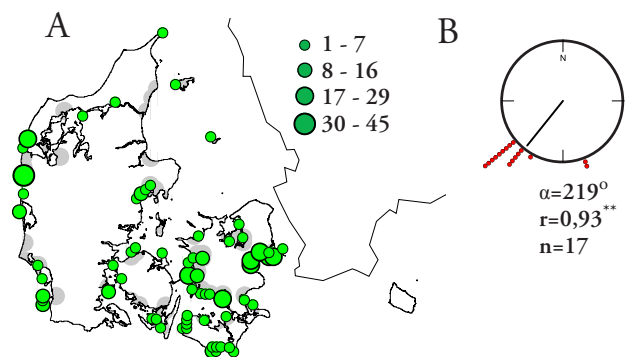 A
1 - 7
8 - 16
17 - 29
30 - 45
B
N
α=219°
r=0,93**
n=17